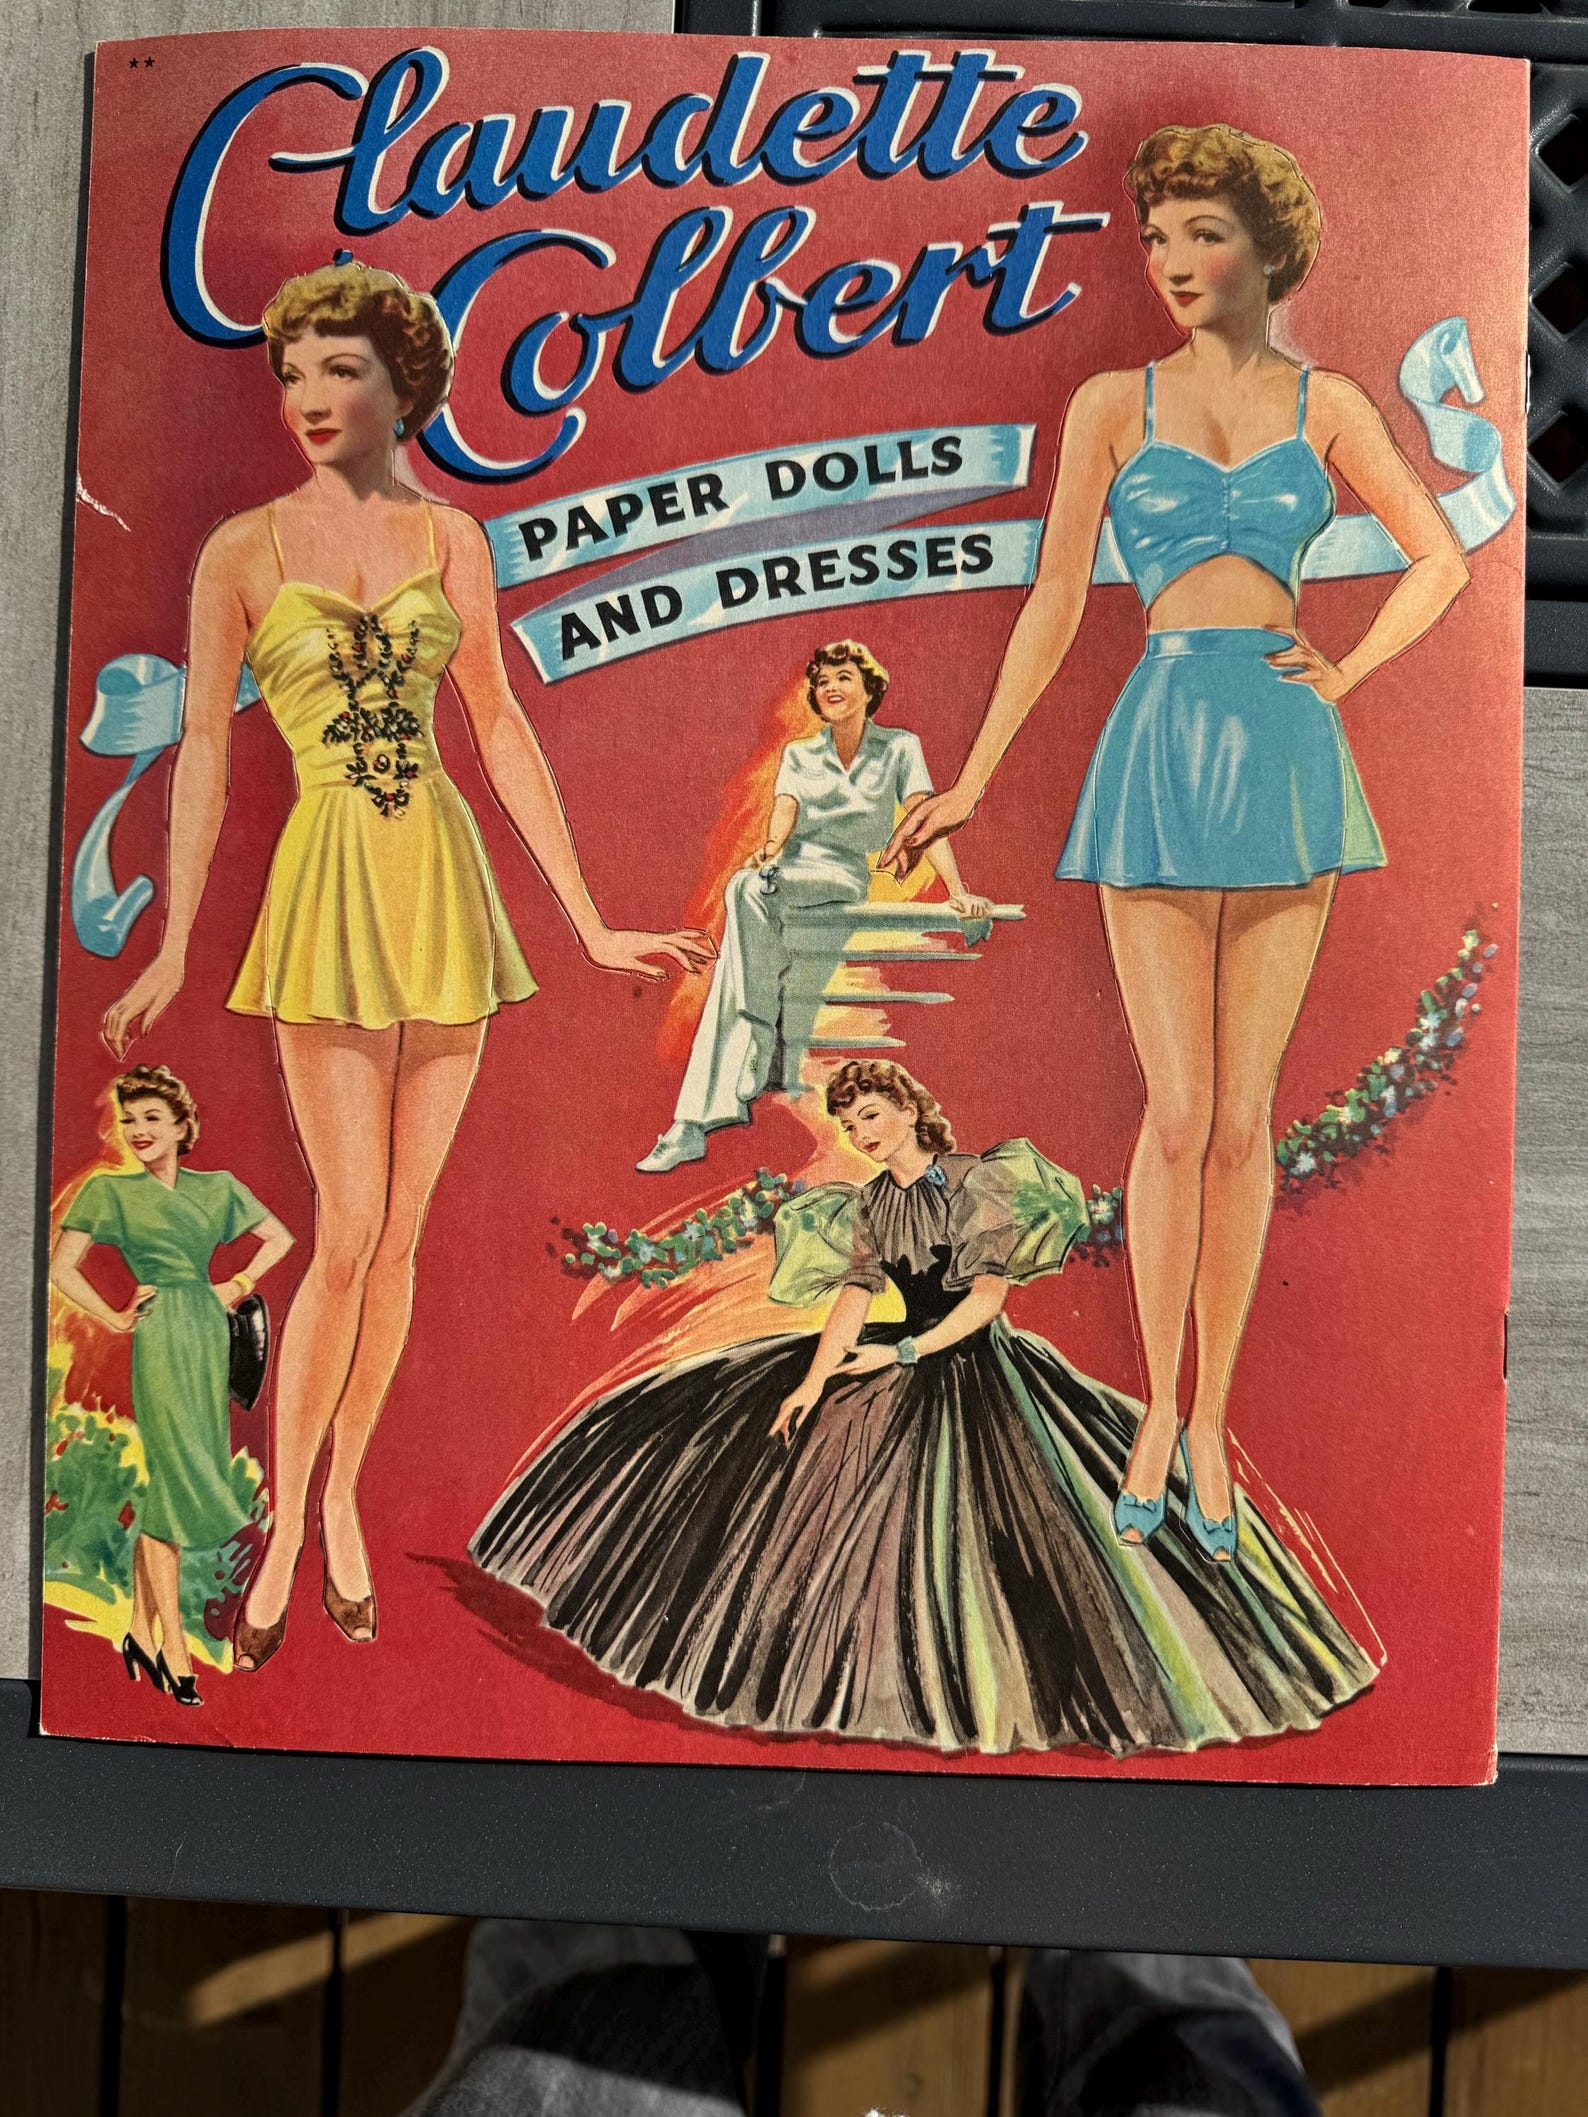 ★★
Claudette
Colbert
PAPER DOLLS
AND DRESSES